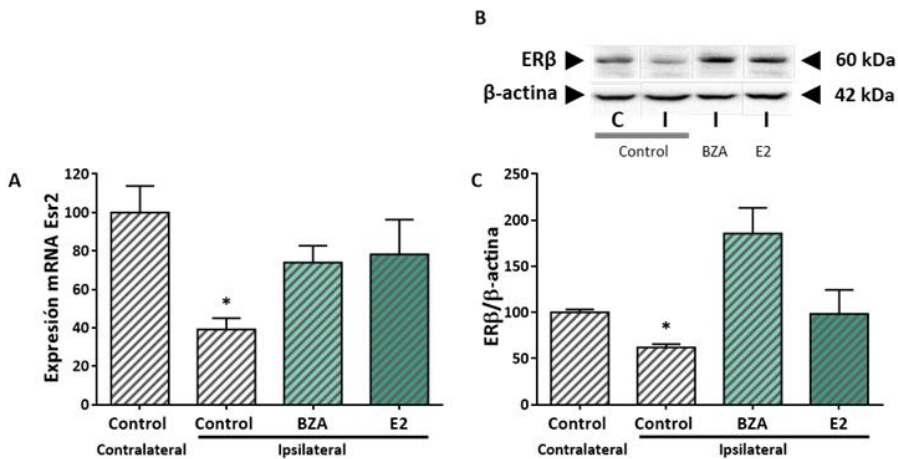 B
ERβ 60 kDa
β-actina 42 kDa
C I I I
Control BZA E2
A
Expresión mRNA Esr2
120
100
80
60
40
20
0
*
Control Control BZA E2
Contralateral Ipsilateral
C
ERβ/β-actina
250
200
150
100
50
0
*
Control Control BZA E2
Contralateral Ipsilateral